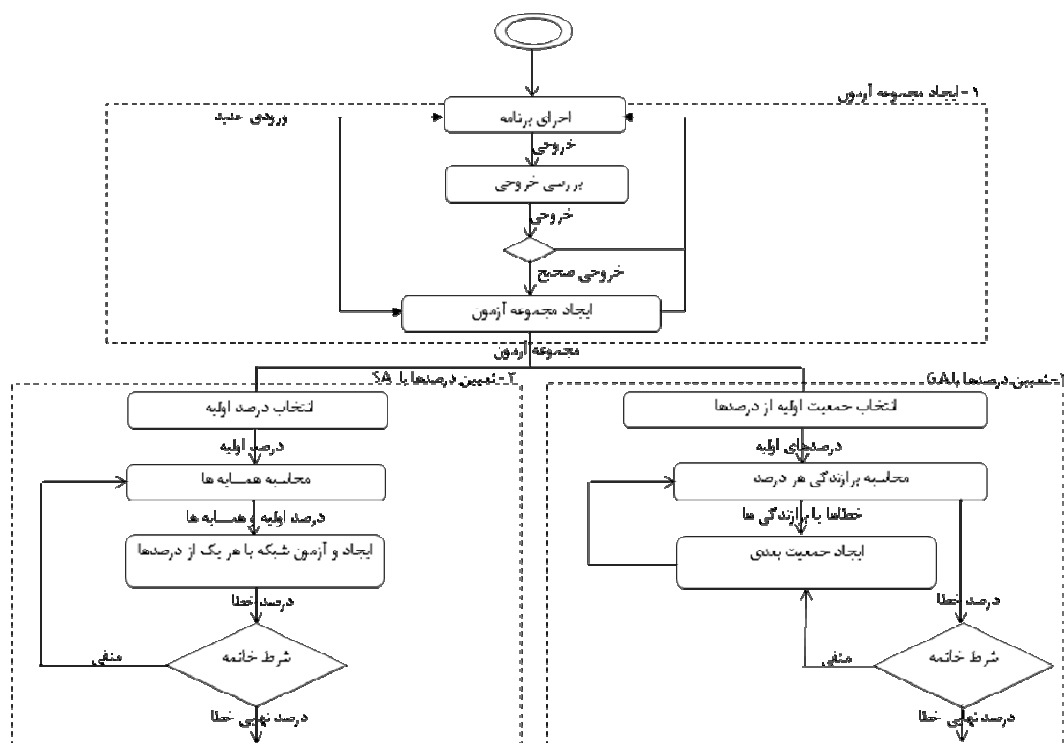 ۱- ایجاد مجموعه آزمون
ورودی جدید
اجرای برنامه
خروجی
بررسی خروجی
خروجی
خروجی صحیح
ایجاد مجموعه آزمون
مجموعه آزمون
تعیین درصدها با GA
انتخاب جمعیت اولیه از درصدها
درصدهای اولیه
محاسبه برازندگی هر درصد
خطاها یا برازندگی ها
ایجاد جمعیت بعدی
درصد خطا
منفی
شرط خاتمه
درصد نهایی خطا
۲- تعیین درصدها با SA
انتخاب درصد اولیه
درصد اولیه
محاسبه همسایه ها
درصد اولیه و همسایه ها
ایجاد و آزمون شبکه با هر یک از درصدها
درصد خطا
منفی
شرط خاتمه
درصد نهایی خطا